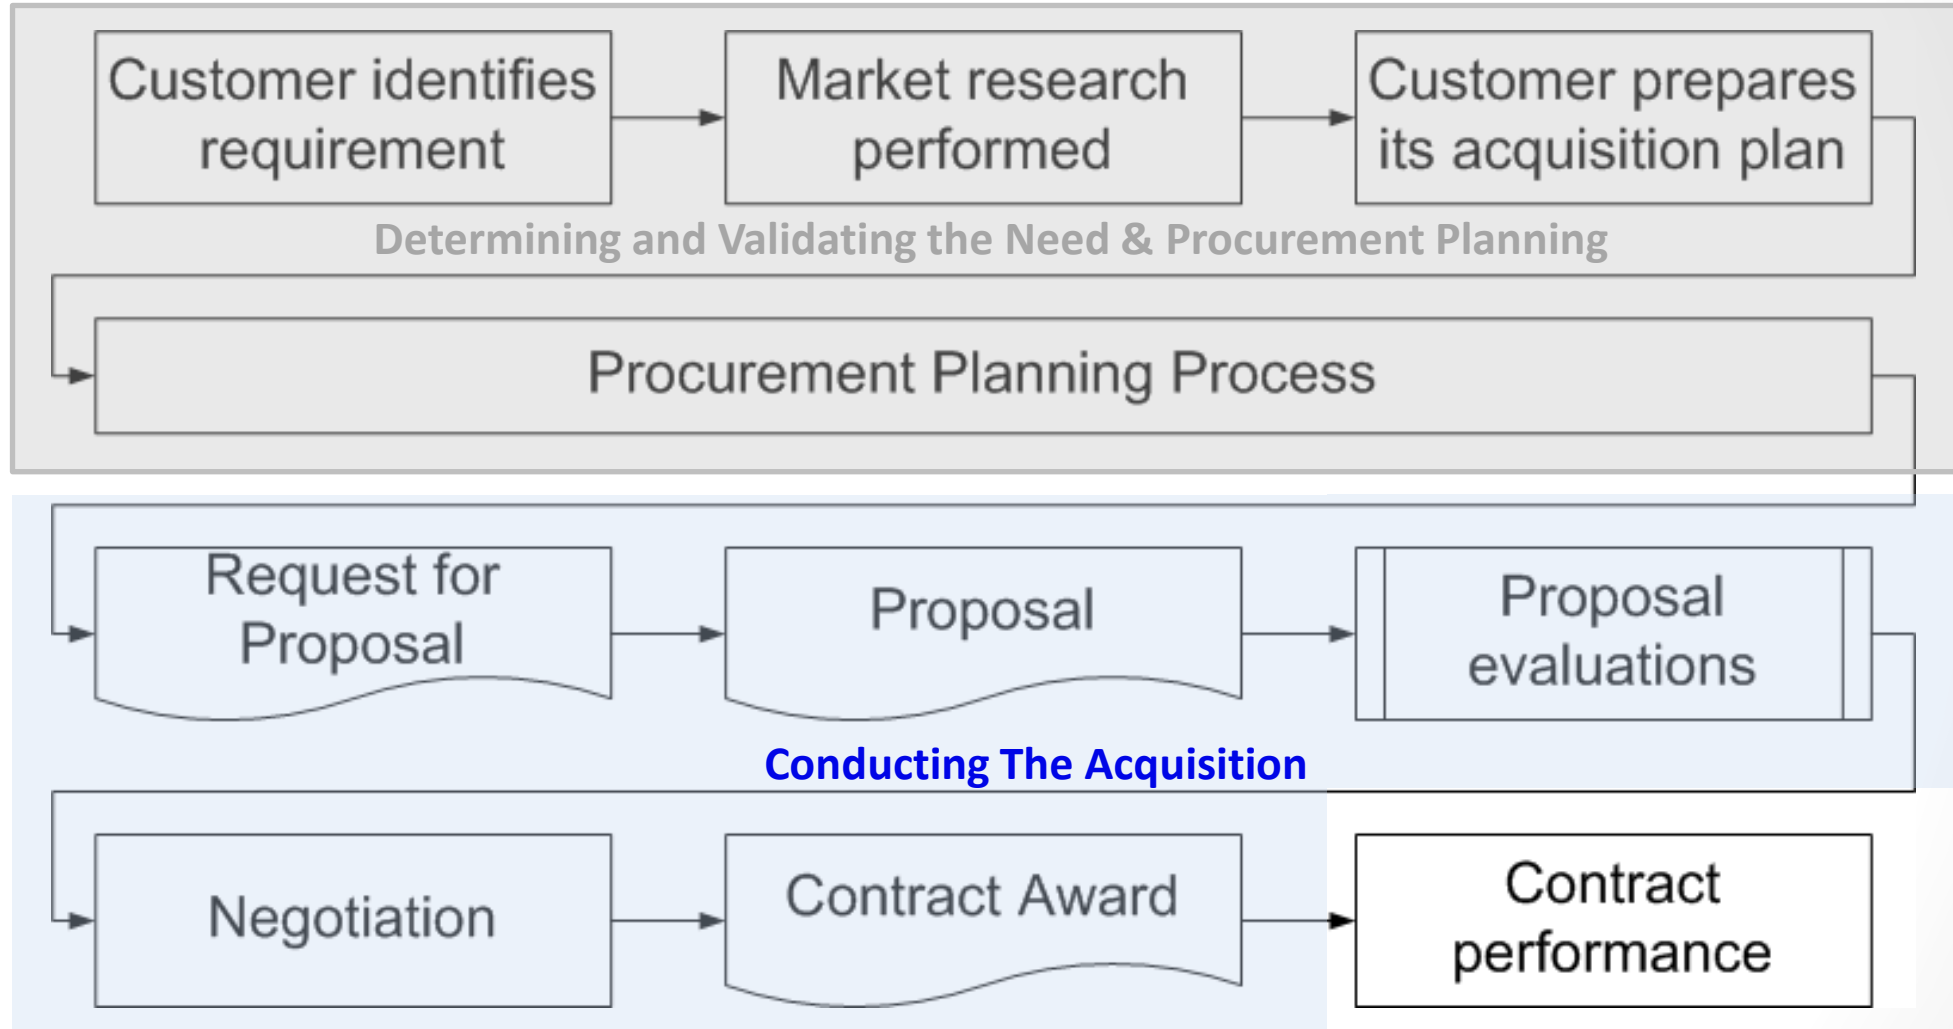 Customer identifies
requirement
Market research
performed
Customer prepares
its acquisition plan
Determining and Validating the Need & Procurement Planning
Procurement Planning Process
Request for
Proposal
Proposal
Proposal
evaluations
Conducting The Acquisition
Negotiation
Contract Award
Contract
performance